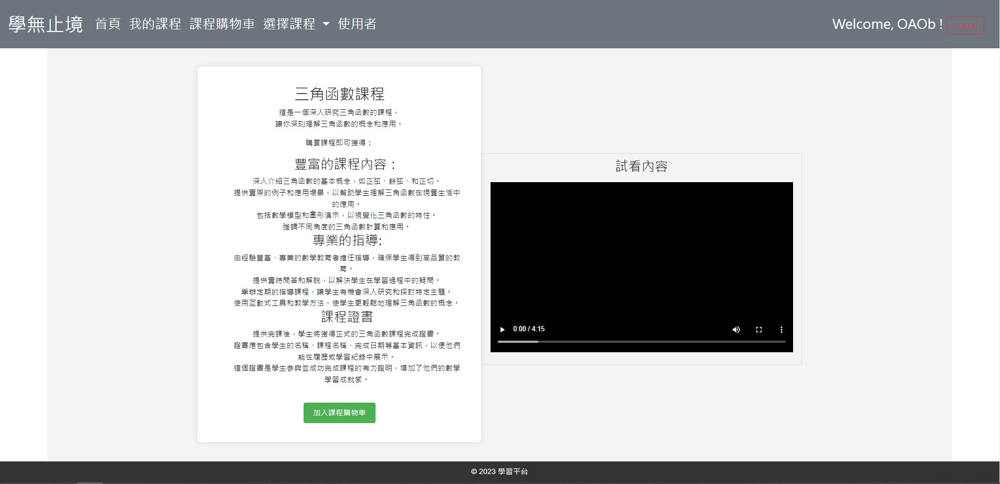 學無止境 首頁 我的課程 課程購物車 選擇課程 使用者 Welcome, OAOb ! Logout
三角函數課程
這是一個深入研究三角函數的課程，
讓你深刻理解三角函數的概念和應用。
購買課程即可獲得：
豐富的課程內容：
深入介紹三角函數的基本概念，如正弦、餘弦、和正切。
提供實際的例子和應用場景，以幫助學生理解三角函數在現實生活中
的應用。
包括數學模型和圖形演示，以視覺化三角函數的特性。
強調不同角度的三角函數計算和應用。
專業的指導:
由經驗豐富、專業的數學教育者擔任指導，確保學生得到高品質的教
育。
提供實時問答和解說，以解決學生在學習過程中的疑問。
舉辦定期的指導課程，讓學生有機會深入研究和探討特定主題。
使用互動式工具和教學方法，使學生更輕鬆地理解三角函數的概念。
課程證書
提供完課後，學生將獲得正式的三角函數課程完成證書。
證書應包含學生的名稱、課程名稱、完成日期等基本資訊，以便他們
能在履歷或學習紀錄中展示。
這個證書是學生參與並成功完成課程的有力證明，增加了他們的數學
學習成就感。
加入課程購物車
試看內容
0:00 / 4:15
© 2023 學習平台